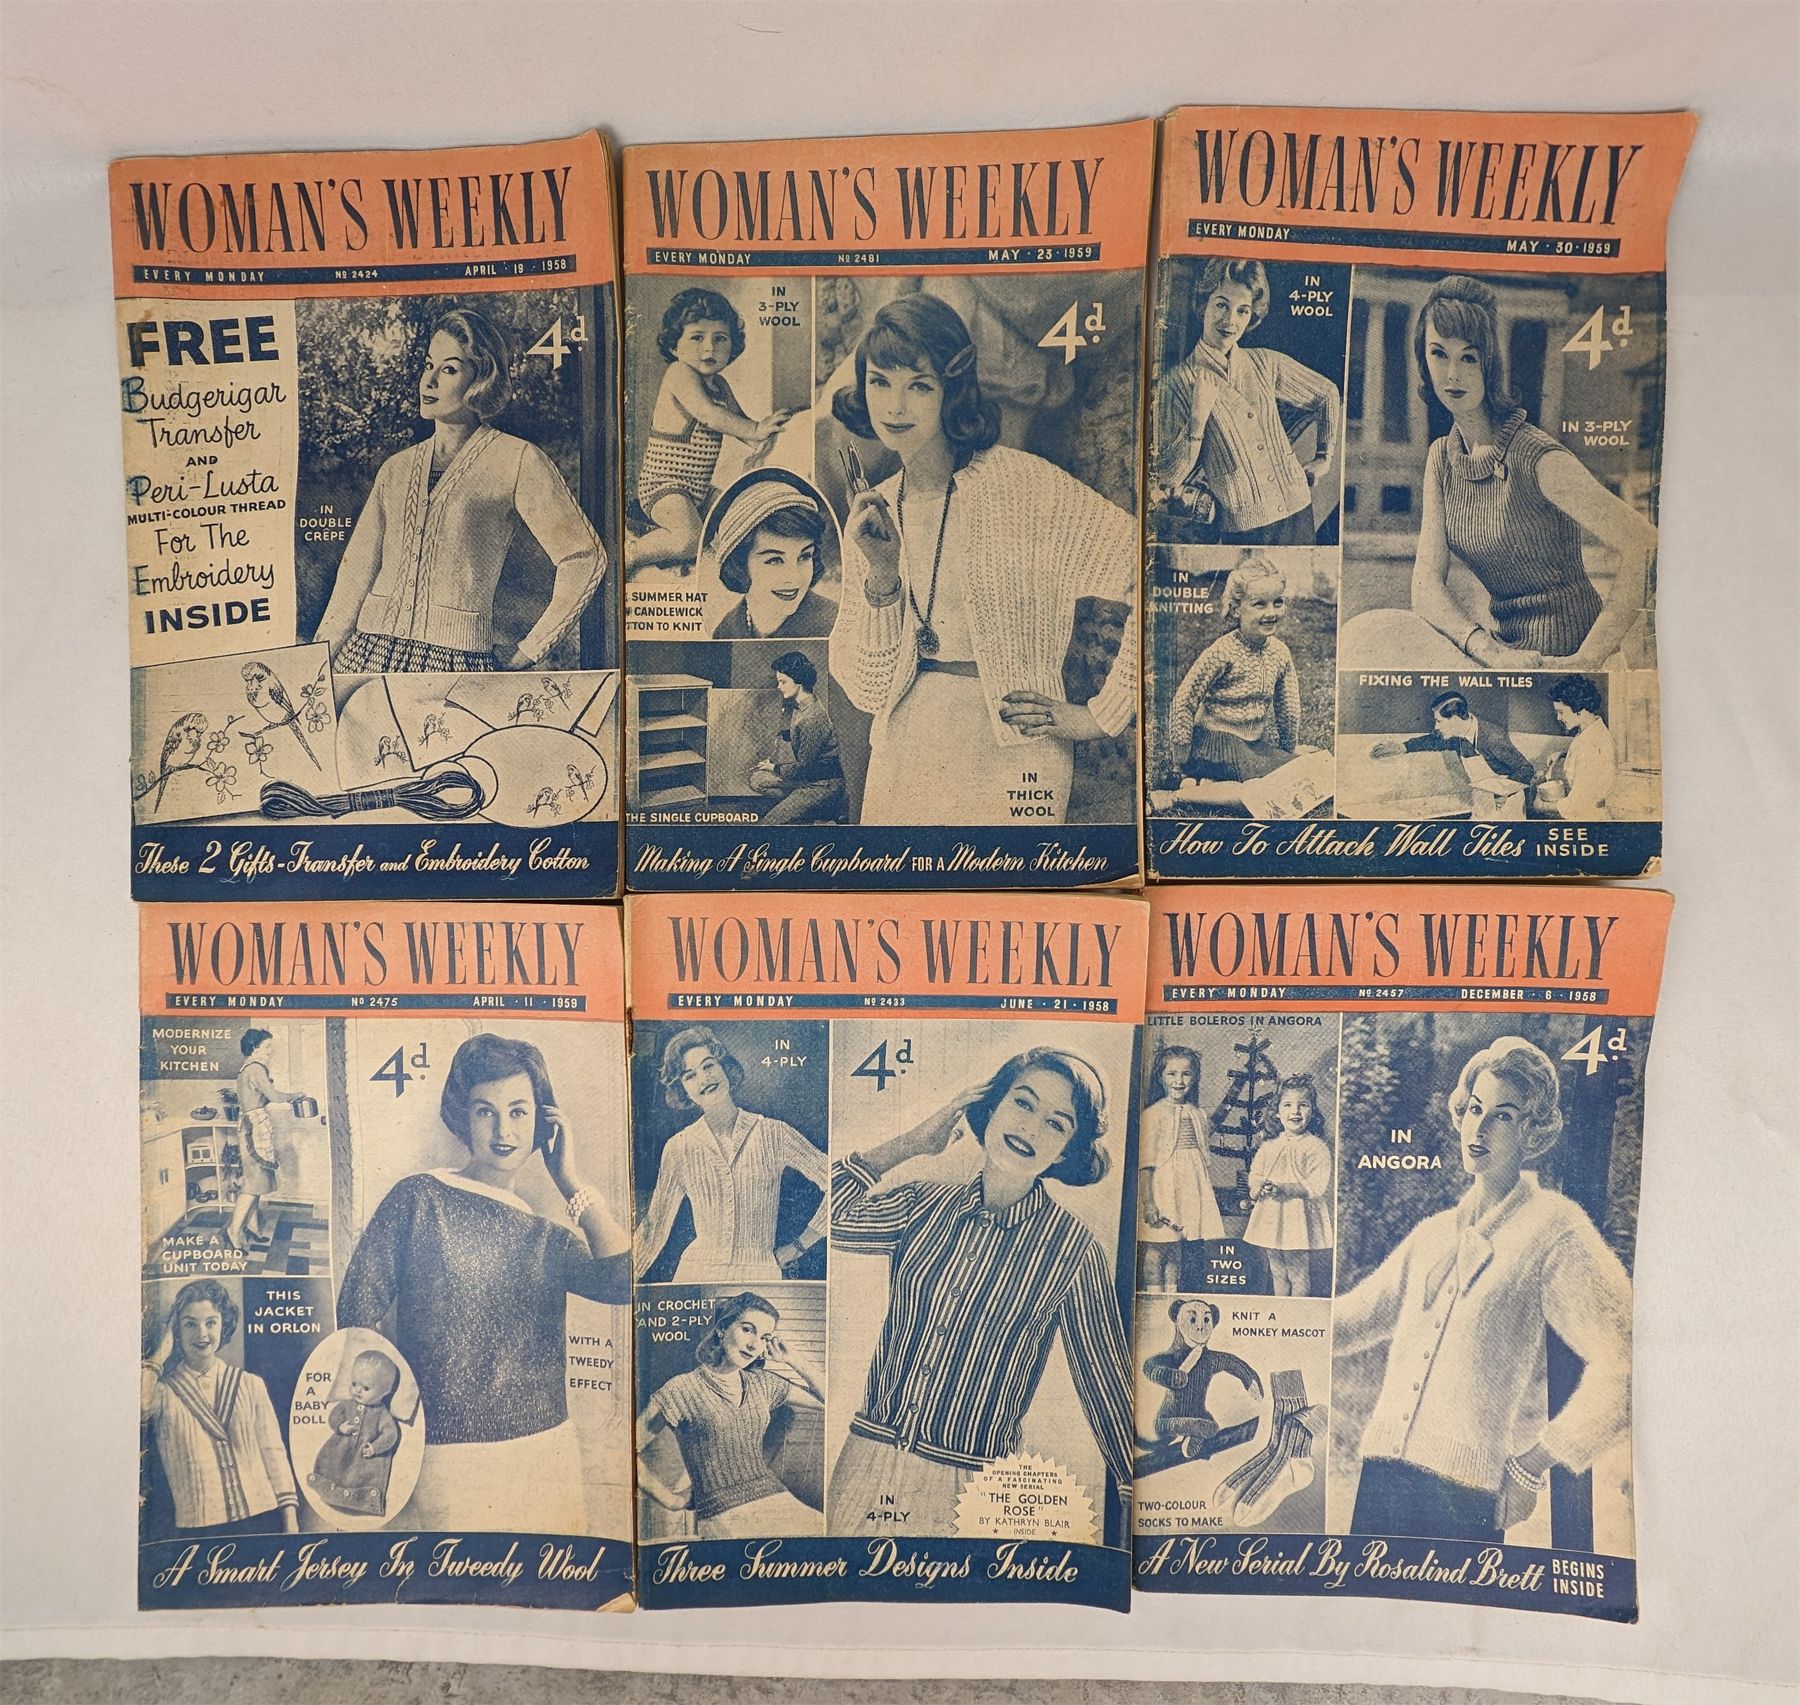 WOMAN'S WEEKLY
EVERY MONDAY Nº 2424 APRIL · 19 · 1958
FREE
Budgerigar
Transfer
AND
Peri-Lusta
MULTI-COLOUR THREAD
For The
Embroidery
INSIDE
4d.
IN
DOUBLE
CRÊPE
These 2 Gifts-Transfer and Embroidery Cotton
WOMAN'S WEEKLY
EVERY MONDAY Nº 2481 MAY · 23 · 1959
IN
3-PLY
WOOL
4d.
SUMMER HAT
CANDLEWICK
TON TO KNIT
THE SINGLE CUPBOARD
IN
THICK
WOOL
Making A Single Cupboard FOR A Modern Kitchen
WOMAN'S WEEKLY
EVERY MONDAY MAY · 30 · 1959
IN
4-PLY
WOOL
4d.
IN 3-PLY
WOOL
IN
DOUBLE
KNITTING
FIXING THE WALL TILES
How To Attach Wall Tiles SEE
INSIDE
WOMAN'S WEEKLY
EVERY MONDAY Nº 2475 APRIL · 11 · 1959
MODERNIZE
YOUR
KITCHEN
4d.
MAKE A
CUPBOARD
UNIT TODAY
THIS
JACKET
IN ORLON
FOR
A
BABY
DOLL
WITH A
TWEEDY
EFFECT
A Smart Jersey In Tweedy Wool
WOMAN'S WEEKLY
EVERY MONDAY Nº 2433 JUNE · 21 · 1958
IN
4-PLY
4d.
IN CROCHET
AND 2-PLY
WOOL
IN
4-PLY
THE
OPENING CHAPTERS
OF A FASCINATING
NEW SERIAL
"THE GOLDEN
ROSE"
BY KATHRYN BLAIR
INSIDE
Three Summer Designs Inside
WOMAN'S WEEKLY
EVERY MONDAY Nº 2457 DECEMBER · 6 · 1958
LITTLE BOLEROS IN ANGORA
4d.
IN
ANGORA
IN
TWO
SIZES
KNIT A
MONKEY MASCOT
TWO-COLOUR
SOCKS TO MAKE
A New Serial By Rosalind Brett BEGINS
INSIDE